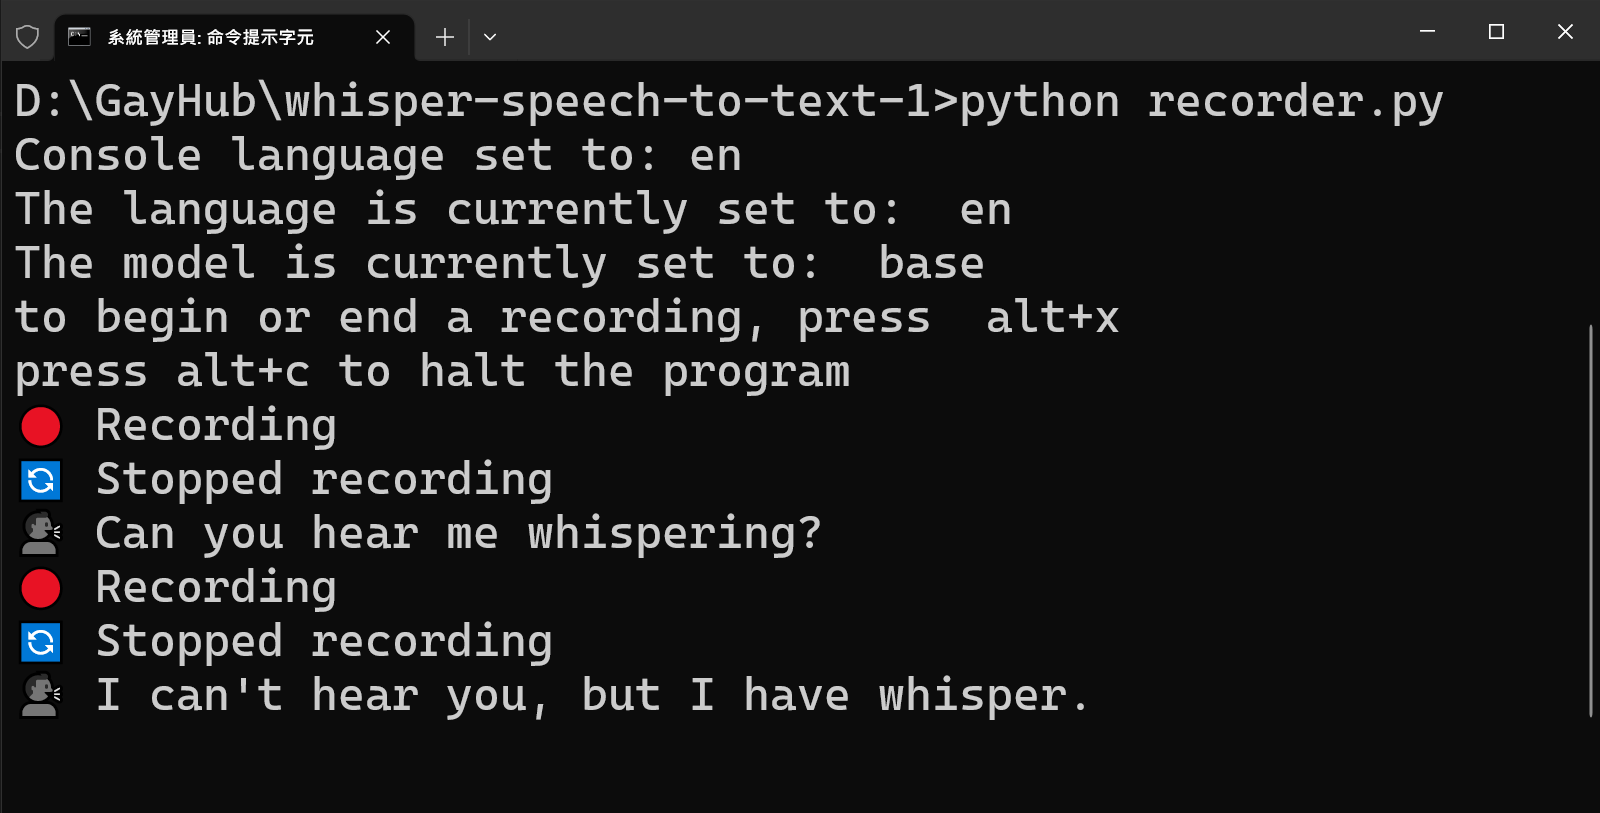 系統管理員: 命令提示字元
D:\GayHub\whisper-speech-to-text-1>python recorder.py
Console language set to: en
The language is currently set to:  en
The model is currently set to:  base
to begin or end a recording, press  alt+x
press alt+c to halt the program
🔴 Recording
🔄 Stopped recording
🗣 Can you hear me whispering?
🔴 Recording
🔄 Stopped recording
🗣 I can't hear you, but I have whisper.